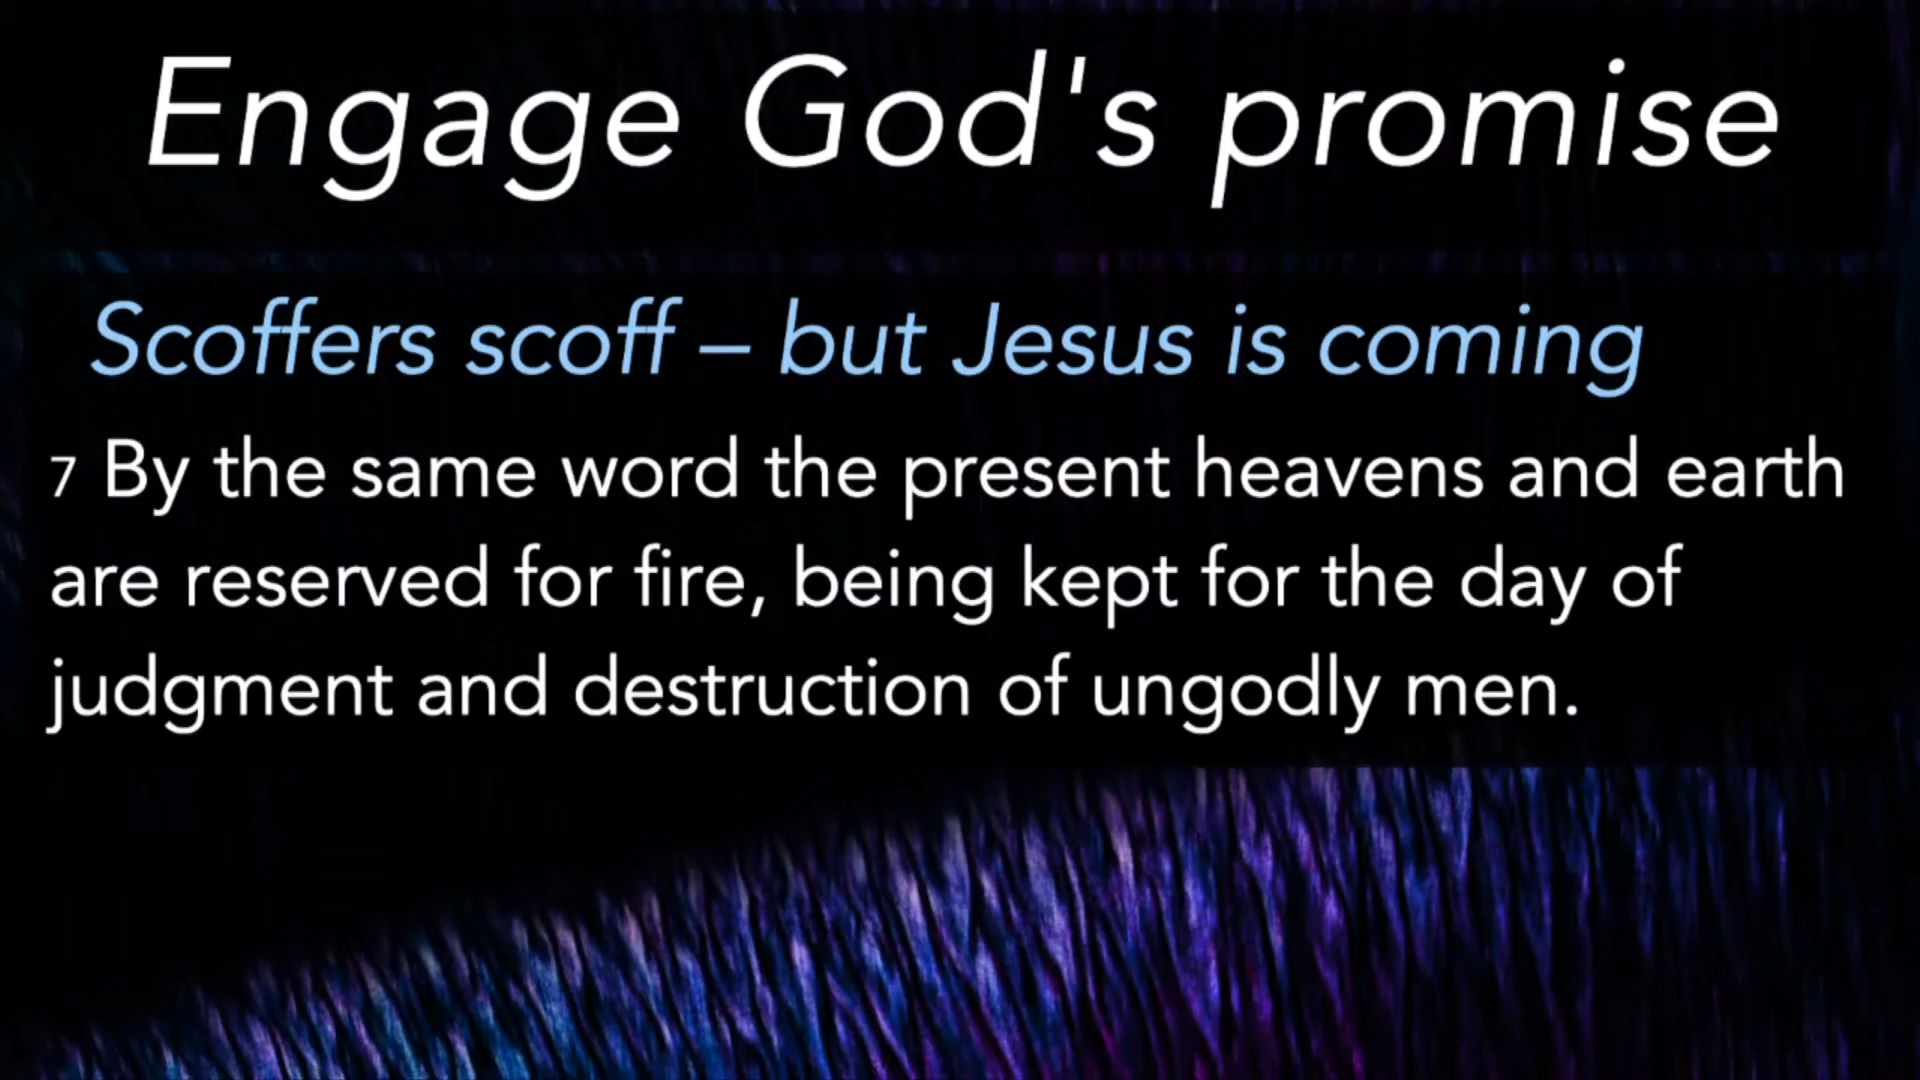 Engage God's promise
Scoffers scoff – but Jesus is coming
7 By the same word the present heavens and earth
are reserved for fire, being kept for the day of
judgment and destruction of ungodly men.